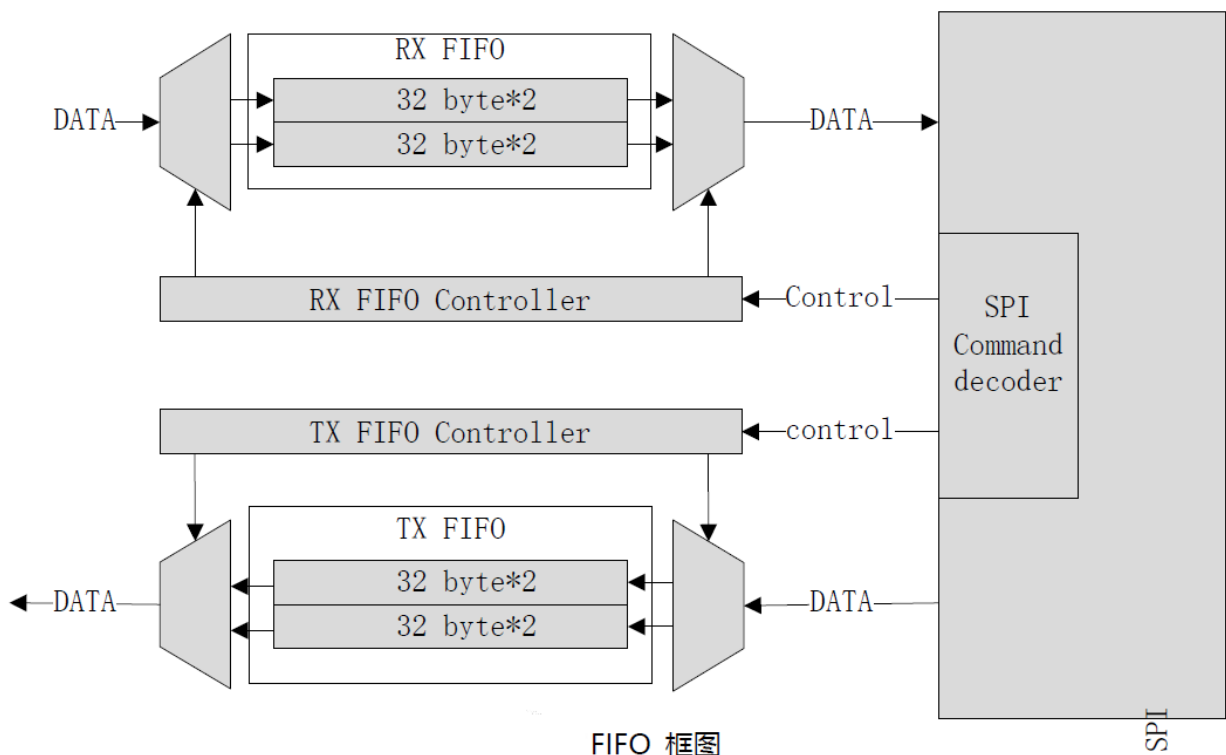 RX FIFO
32 byte*2
DATA
DATA
32 byte*2
RX FIFO Controller
Control
SPI
Command
decoder
TX FIFO Controller
control
TX FIFO
32 byte*2
DATA
DATA
32 byte*2
SPI
FIFO 框图